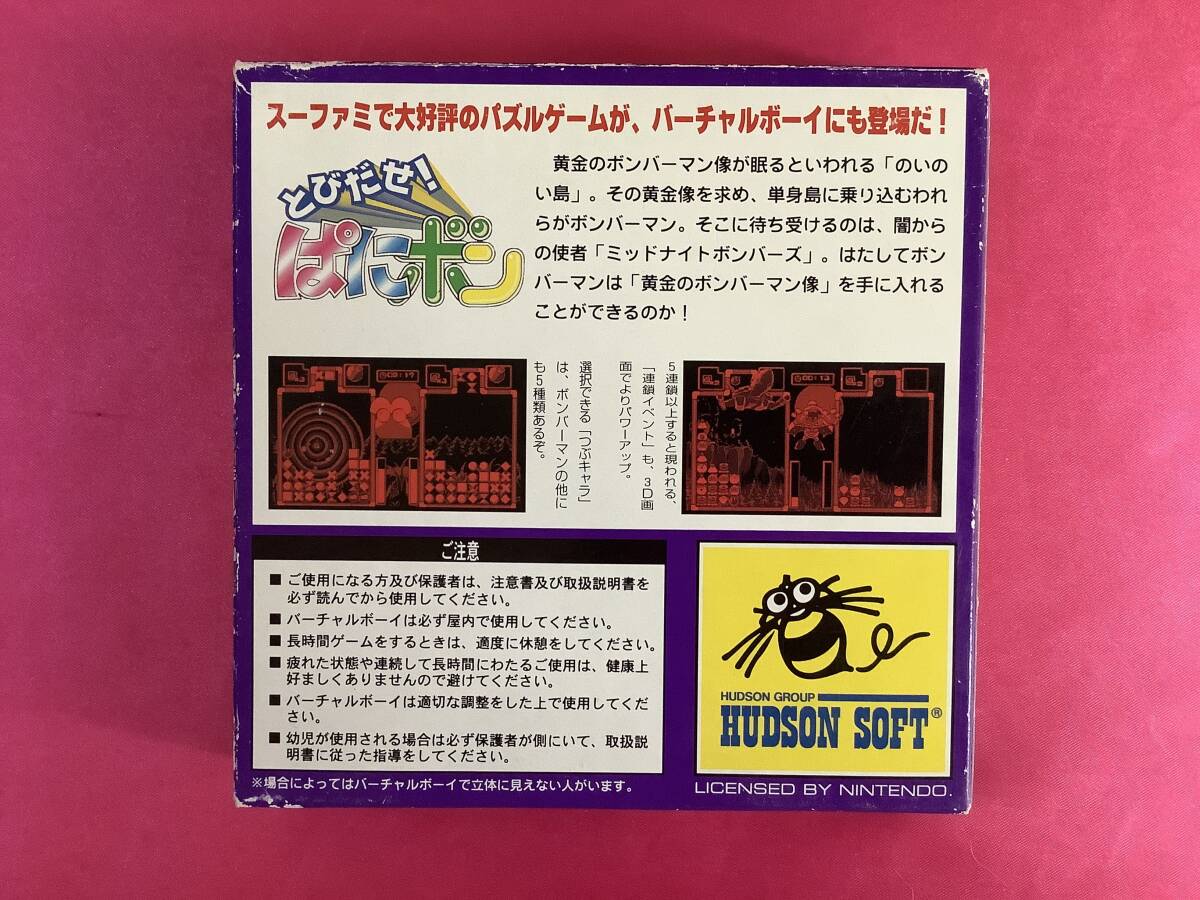 スーファミで大好評のパズルゲームが、バーチャルボーイにも登場だ！
とびだせ！
ぱにボン
黄金のボンバーマン像が眠るといわれる「のいの
い島」。その黄金像を求め、単身島に乗り込むわれ
らがボンバーマン。そこに待ち受けるのは、闇から
の使者「ミッドナイトボンバーズ」。はたしてボン
バーマンは「黄金のボンバーマン像」を手に入れる
ことができるのか！
00:17
選択できる「つぶキャラ」
は、ボンバーマンの他に
も5種類あるぞ。
5連鎖以上すると現われる、
「連鎖イベント」も、3D画
面でよりパワーアップ。
00:13
ご注意
■ ご使用になる方及び保護者は、注意書及び取扱説明書を
必ず読んでから使用してください。
■ バーチャルボーイは必ず屋内で使用してください。
■ 長時間ゲームをするときは、適度に休憩をしてください。
■ 疲れた状態や連続して長時間にわたるご使用は、健康上
好ましくありませんので避けてください。
■ バーチャルボーイは適切な調整をした上で使用してくだ
さい。
■ 幼児が使用される場合は必ず保護者が側にいて、取扱説
明書に従った指導をしてください。
※場合によってはバーチャルボーイで立体に見えない人がいます。
HUDSON GROUP
HUDSON SOFT®
LICENSED BY NINTENDO.